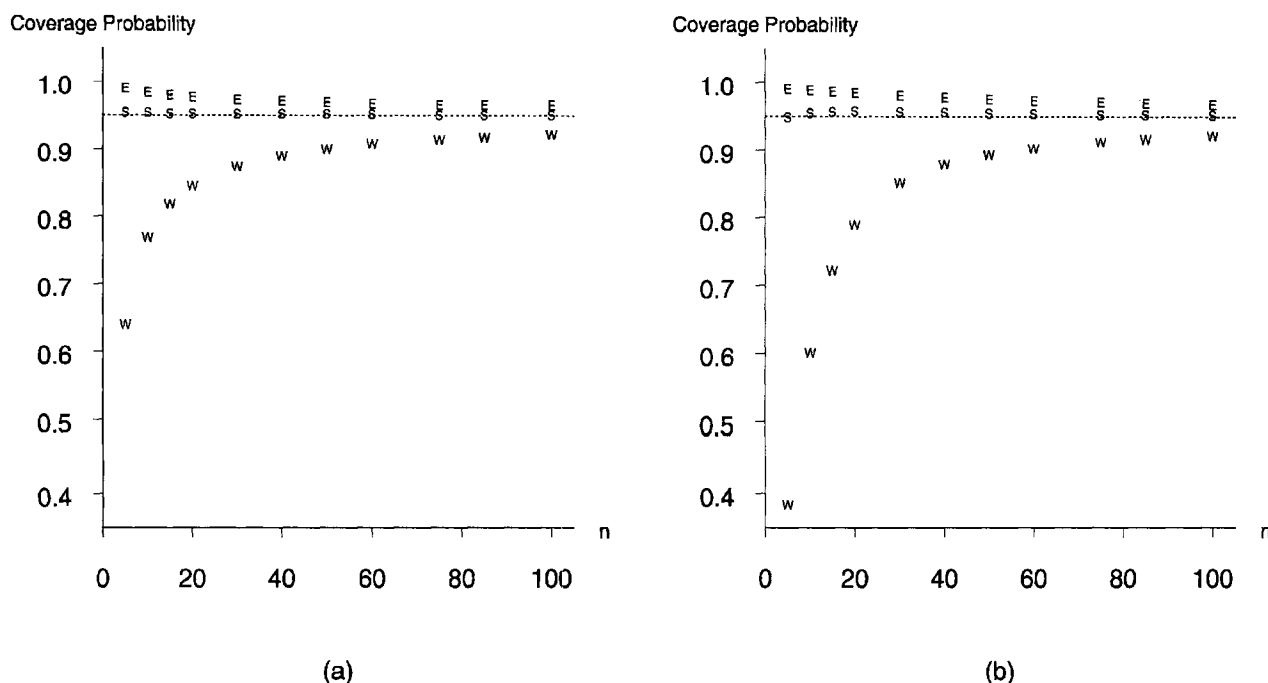 Coverage Probability
1.0
0.9
0.8
0.7
0.6
0.5
0.4
E E E E E E E E E E E
S S S S S S S S S S S
W W W W W W W W W W W
n
0 20 40 60 80 100
(a)
Coverage Probability
1.0
0.9
0.8
0.7
0.6
0.5
0.4
E E E E E E E E E E E
S S S S S S S S S S S
W W W W W W W W W W W
n
0 20 40 60 80 100
(b)